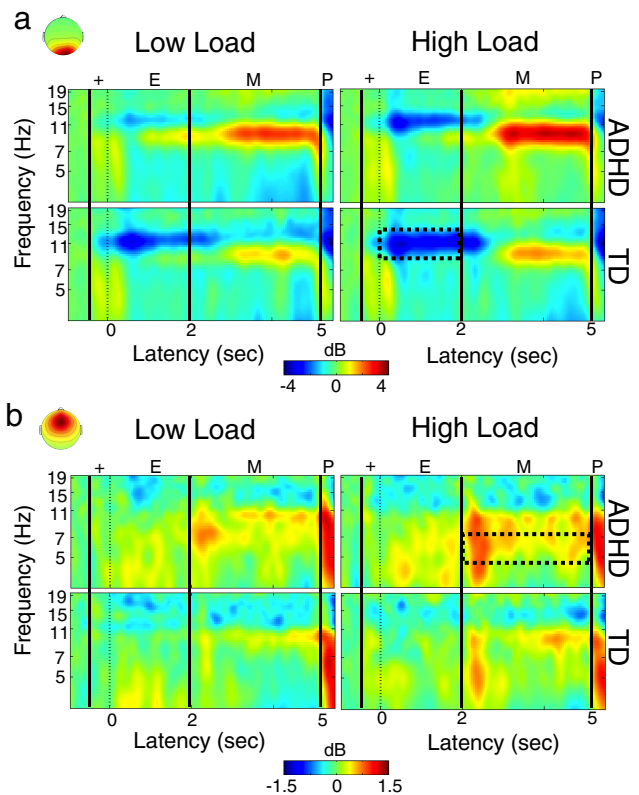 a
Low Load High Load
+ E M P + E M P
19
15
11
7
5
ADHD
19
15
11
7
5
TD
Frequency (Hz)
0 2 5 0 2 5
Latency (sec) Latency (sec)
dB
-4 0 4
b
Low Load High Load
+ E M P + E M P
19
15
11
7
5
ADHD
19
15
11
7
5
TD
Frequency (Hz)
0 2 5 0 2 5
Latency (sec) Latency (sec)
dB
-1.5 0 1.5